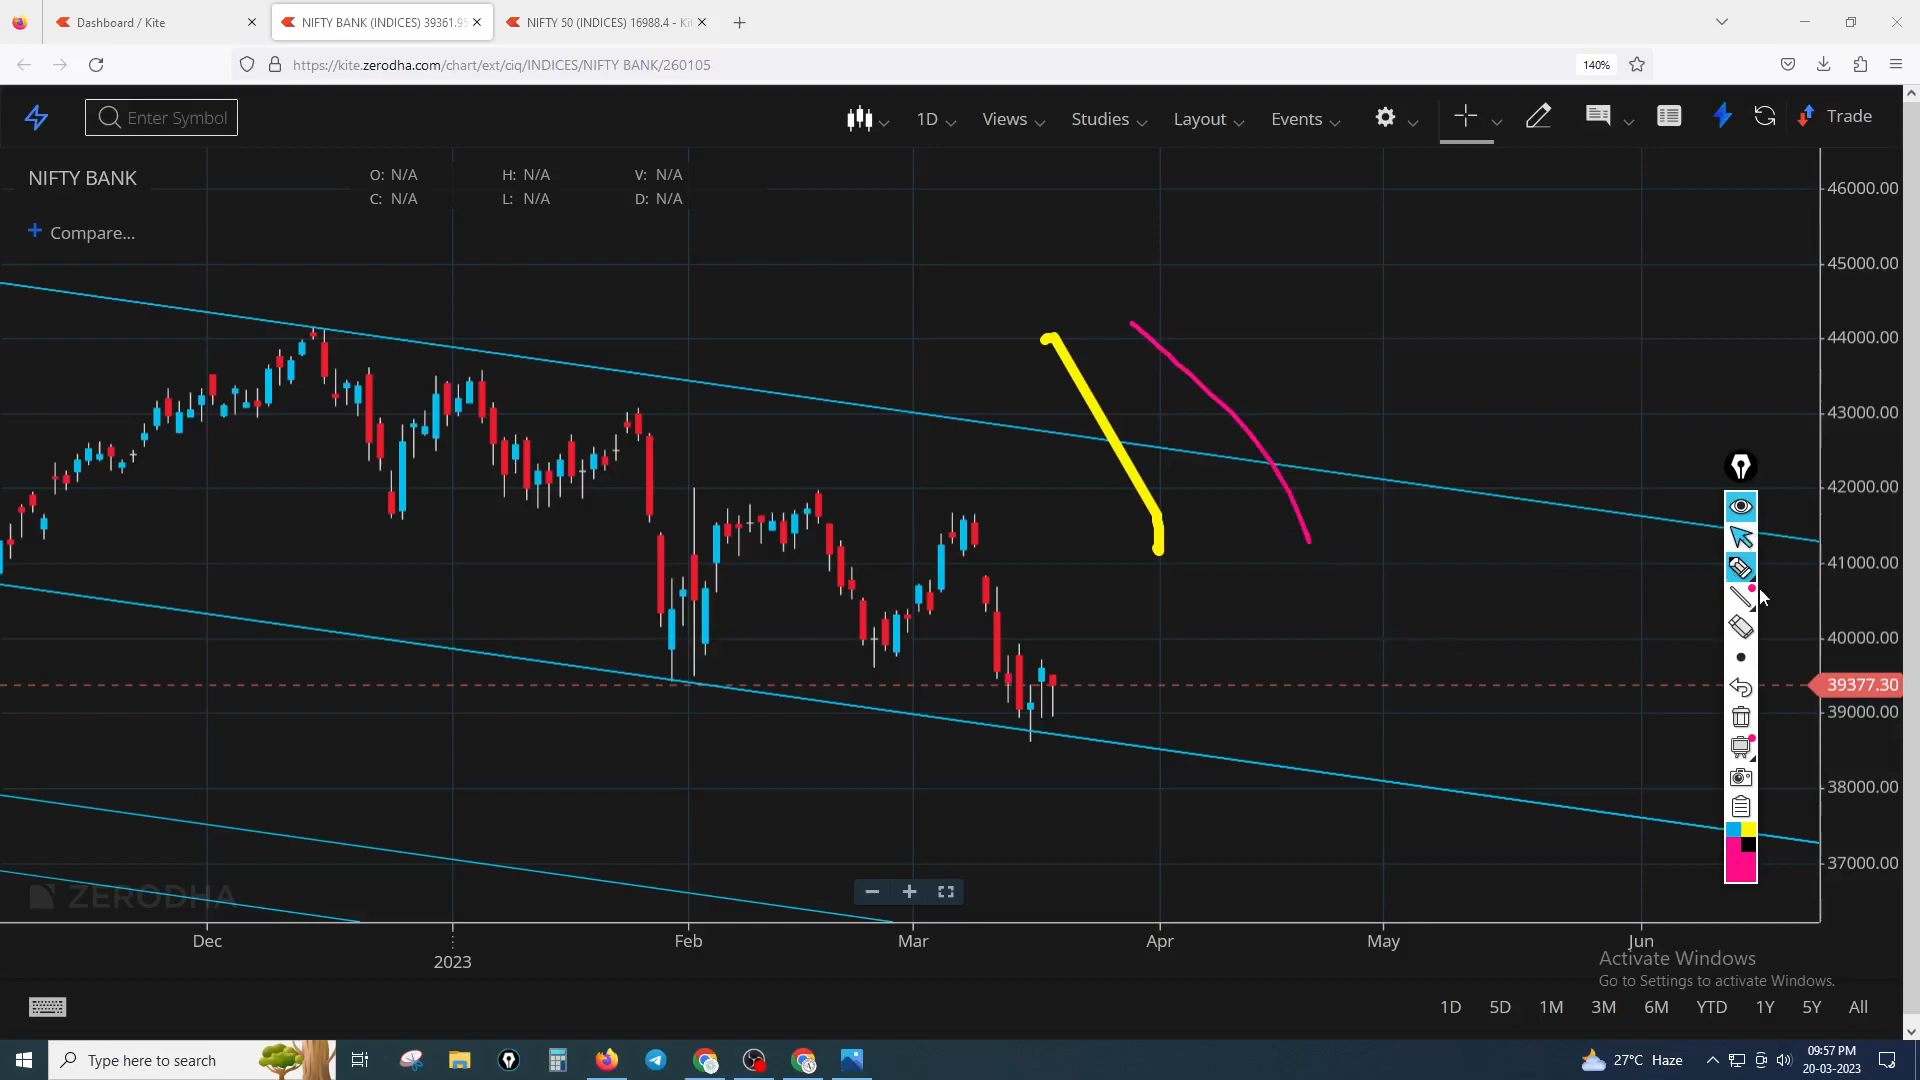 Dashboard / Kite
NIFTY BANK (INDICES) 39361.95
NIFTY 50 (INDICES) 16988.4 - Ki
https://kite.zerodha.com/chart/ext/ciq/INDICES/NIFTY BANK/260105
140%
Enter Symbol
1D
Views
Studies
Layout
Events
Trade
NIFTY BANK
O: N/A
H: N/A
V: N/A
C: N/A
L: N/A
D: N/A
+ Compare...
46000.00
45000.00
44000.00
43000.00
42000.00
41000.00
40000.00
39377.30
39000.00
38000.00
37000.00
ZERODHA
Dec
2023
Feb
Mar
Apr
May
Jun
Activate Windows
Go to Settings to activate Windows.
1D 5D 1M 3M 6M YTD 1Y 5Y All
Type here to search
27°C Haze
09:57 PM
20-03-2023